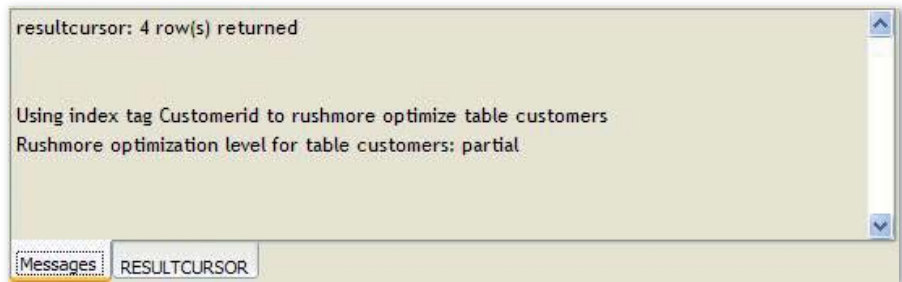 resultcursor: 4 row(s) returned
Using index tag Customerid to rushmore optimize table customers
Rushmore optimization level for table customers: partial
Messages
RESULTCURSOR